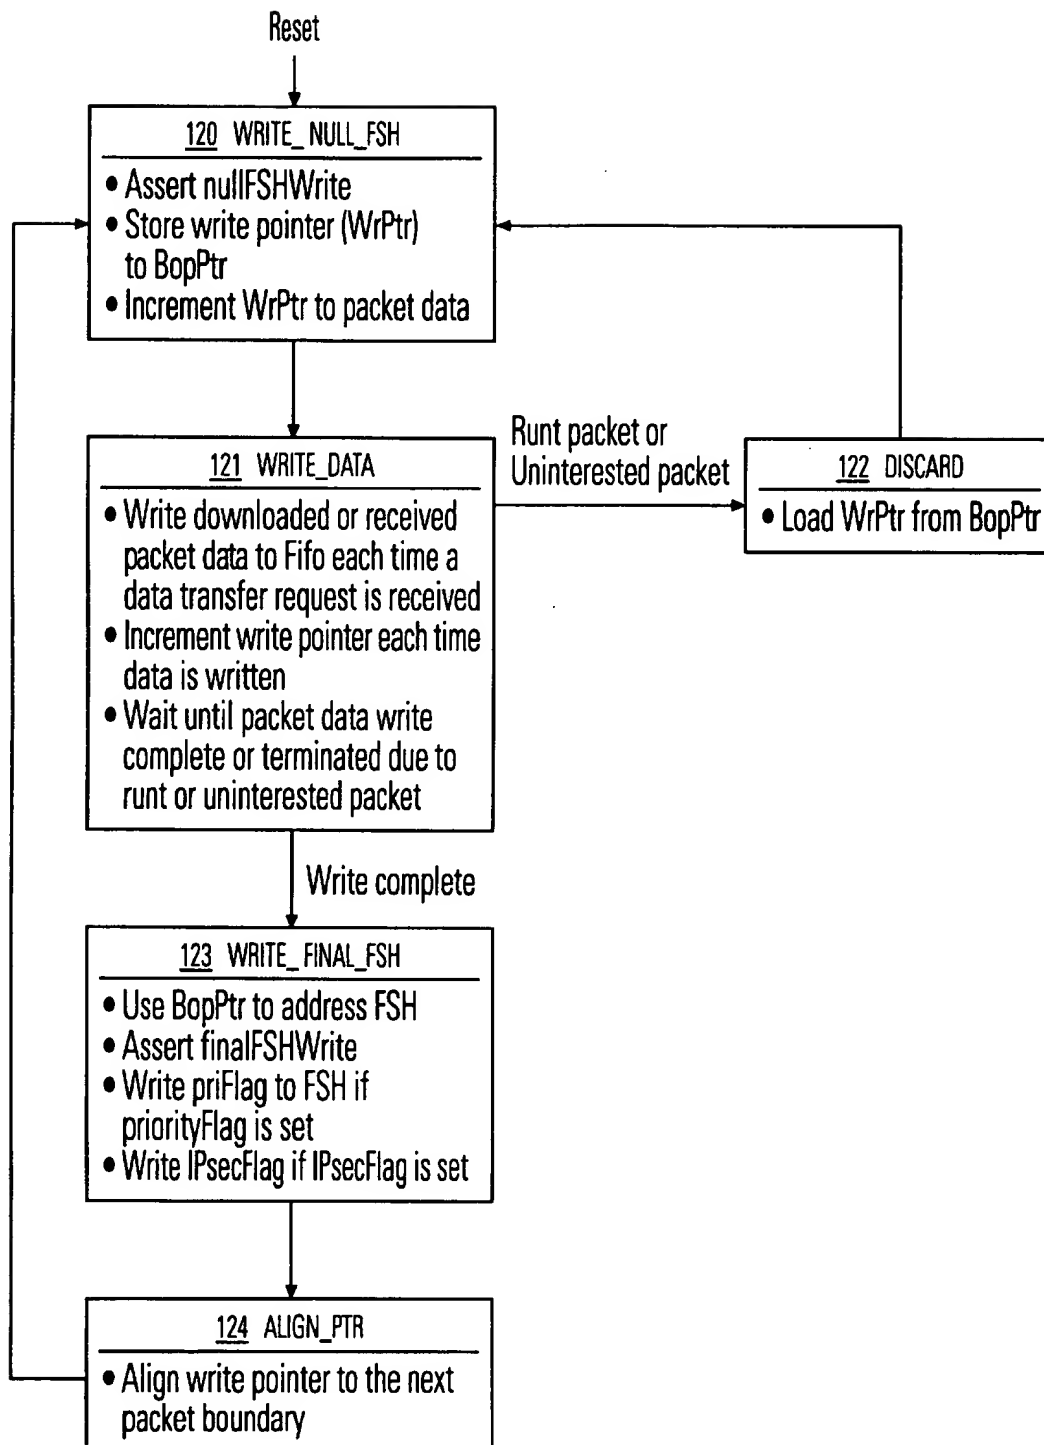 Reset
120 WRITE_NULL_FSH
• Assert nullFSHWrite
• Store write pointer (WrPtr)
to BopPtr
• Increment WrPtr to packet data
Runt packet or
Uninterested packet
121 WRITE_DATA
• Write downloaded or received
packet data to Fifo each time a
data transfer request is received
• Increment write pointer each time
data is written
• Wait until packet data write
complete or terminated due to
runt or uninterested packet
122 DISCARD
• Load WrPtr from BopPtr
Write complete
123 WRITE_FINAL_FSH
• Use BopPtr to address FSH
• Assert finalFSHWrite
• Write priFlag to FSH if
priorityFlag is set
• Write IPsecFlag if IPsecFlag is set
124 ALIGN_PTR
• Align write pointer to the next
packet boundary